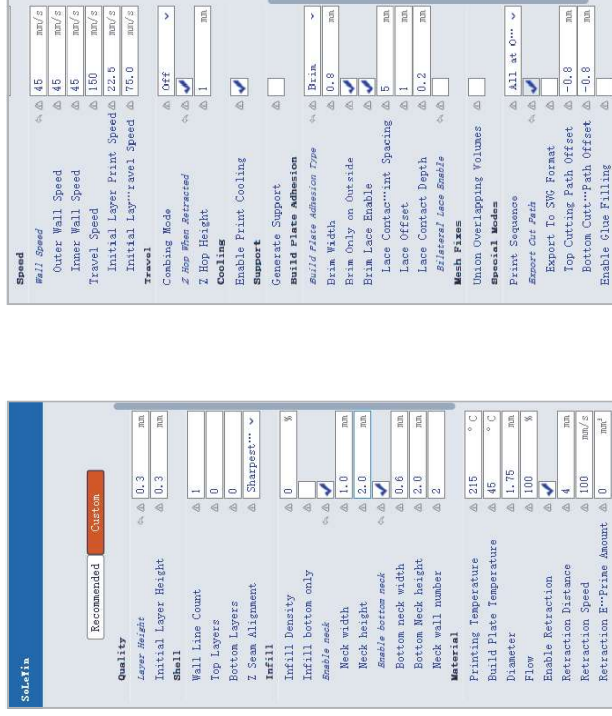 SoLeYin
Recommended Custom
Quality
Layer Height 0.3 mm
Initial Layer Height 0.3 mm
Shell
Wall Line Count 1
Top Layers 0
Bottom Layers 0
Z Seam Alignment Sharpest···
Infill
Infill Density 0 %
Infill bottom only
Enable neck
Neck width 1.0 mm
Neck height 2.0 mm
Enable bottom neck
Bottom neck width 0.6 mm
Bottom Neck height 2.0 mm
Neck wall number 2
Material
Printing Temperature 215 °C
Build Plate Temperature 45 °C
Diameter 1.75 mm
Flow 100 %
Enable Retraction
Retraction Distance 4 mm
Retraction Speed 100 mm/s
Retraction E···Prime Amount 0 mm³
Speed
Wall Speed 45 mm/s
Outer Wall Speed 45 mm/s
Inner Wall Speed 45 mm/s
Travel Speed 150 mm/s
Initial Layer Print Speed 22.5 mm/s
Initial Lay···ravel Speed 75.0 mm/s
Travel
Combing Mode Off
Z Hop When Retracted
Z Hop Height 1 mm
Cooling
Enable Print Cooling
Support
Generate Support
Build Plate Adhesion
Build Plate Adhesion Type Brim
Brim Width 0.8 mm
Brim Only on Outside
Brim Lace Enable
Lace Contac···int Spacing 5 mm
Lace Offset 1 mm
Lace Contact Depth 0.2 mm
Bilateral Lace Enable
Mesh Fixes
Union Overlapping Volumes
Special Modes
Print Sequence All at O···
Export Cut Path
Export To SVG Format
Top Cutting Path Offset -0.8 mm
Bottom Cutt···Path Offset -0.8 mm
Enable Glue Filling